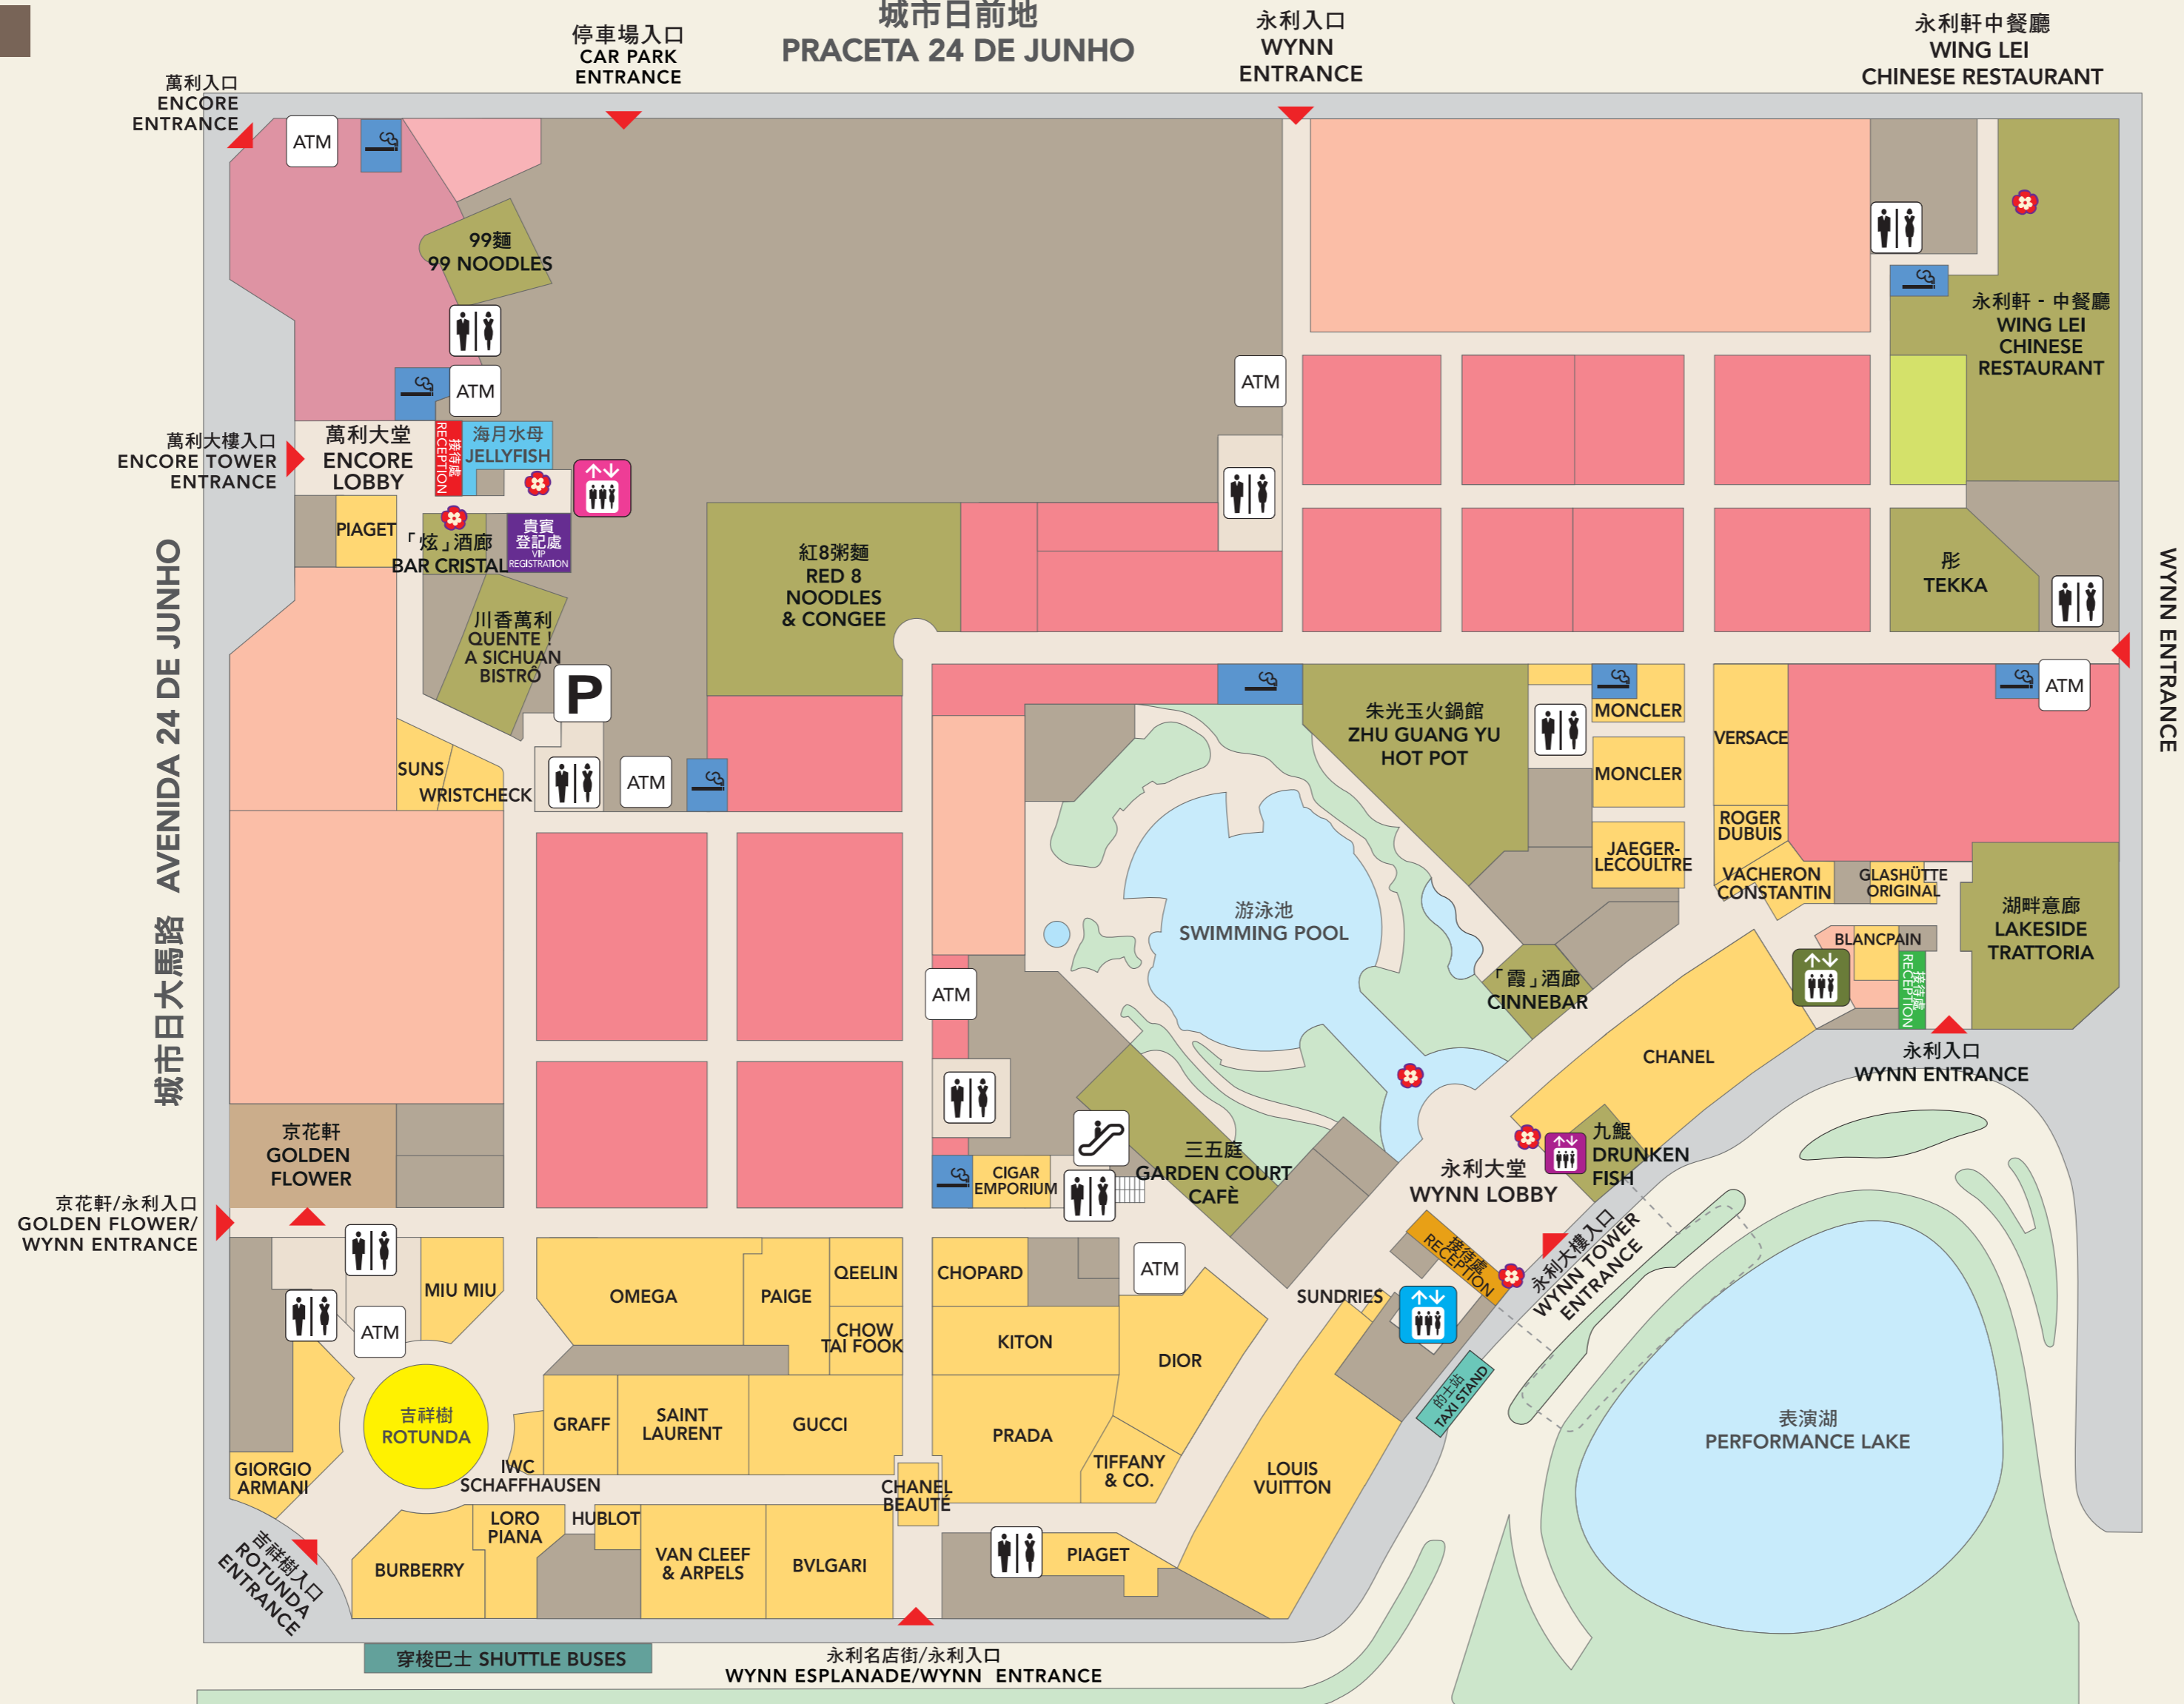 城市日前地
PRACETA 24 DE JUNHO
停車場入口
CAR PARK
ENTRANCE
永利入口
WYNN
ENTRANCE
永利軒中餐廳
WING LEI
CHINESE RESTAURANT
萬利入口
ENCORE
ENTRANCE
ATM
99麵
99 NOODLES
永利軒 - 中餐廳
WING LEI
CHINESE
RESTAURANT
ATM
ATM
萬利大樓入口
ENCORE TOWER
ENTRANCE
萬利大堂
ENCORE
LOBBY
接待處
RECEPTION
海月水母
JELLYFISH
PIAGET
「炫」酒廊
BAR CRISTAL
貴賓
登記處
VIP
REGISTRATION
紅8粥麵
RED 8
NOODLES
& CONGEE
彤
TEKKA
WYNN ENTRANCE
川香萬利
QUENTE !
A SICHUAN
BISTRÔ
P
ATM
城市日大馬路 AVENIDA 24 DE JUNHO
SUNS
WRISTCHECK
ATM
朱光玉火鍋館
ZHU GUANG YU
HOT POT
MONCLER
MONCLER
JAEGER-
LECOULTRE
VERSACE
ROGER
DUBUIS
VACHERON
CONSTANTIN
GLASHÜTTE
ORIGINAL
BLANCPAIN
接待處
RECEPTION
湖畔意廊
LAKESIDE
TRATTORIA
游泳池
SWIMMING POOL
「霞」酒廊
CINNEBAR
ATM
CHANEL
永利入口
WYNN ENTRANCE
京花軒
GOLDEN
FLOWER
京花軒/永利入口
GOLDEN FLOWER/
WYNN ENTRANCE
CIGAR
EMPORIUM
三五庭
GARDEN COURT
CAFÈ
永利大堂
WYNN LOBBY
九鯤
DRUNKEN
FISH
接待處
RECEPTION
永利大樓入口
WYNN TOWER
ENTRANCE
MIU MIU
ATM
OMEGA
PAIGE
QEELIN
CHOW
TAI FOOK
CHOPARD
KITON
ATM
DIOR
SUNDRIES
的士站
TAXI STAND
吉祥樹
ROTUNDA
GIORGIO
ARMANI
IWC
SCHAFFHAUSEN
GRAFF
SAINT
LAURENT
GUCCI
PRADA
TIFFANY
& CO.
CHANEL
BEAUTÉ
LOUIS
VUITTON
表演湖
PERFORMANCE LAKE
吉祥樹入口
ROTUNDA
ENTRANCE
BURBERRY
LORO
PIANA
HUBLOT
VAN CLEEF
& ARPELS
BVLGARI
PIAGET
穿梭巴士 SHUTTLE BUSES
永利名店街/永利入口
WYNN ESPLANADE/WYNN ENTRANCE